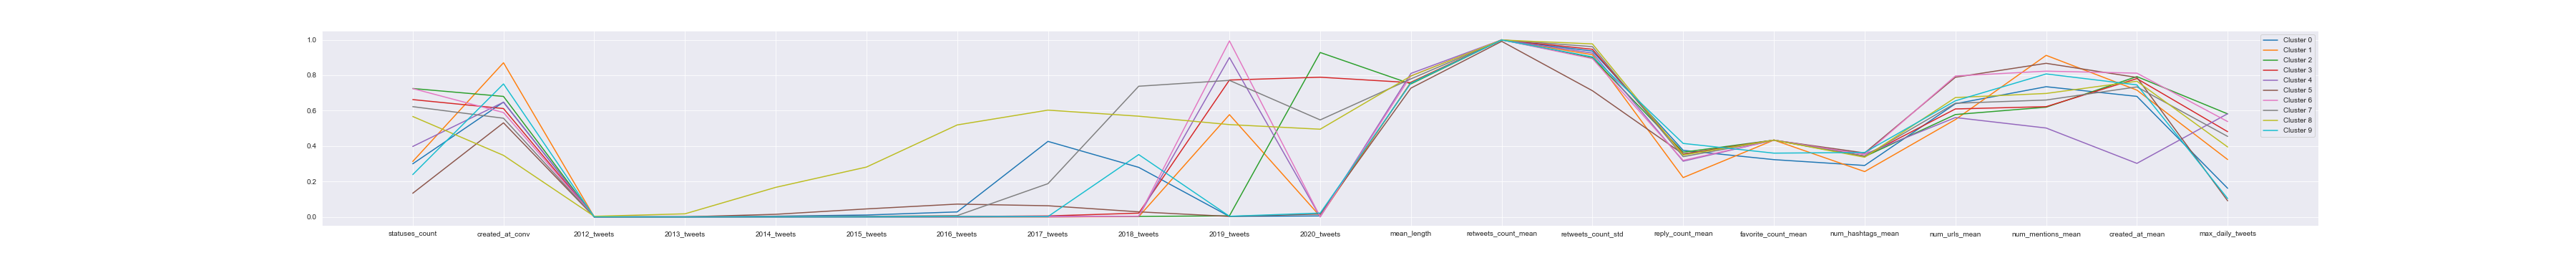 1.0
0.8
0.6
0.4
0.2
0.0
statuses_count created_at_conv 2012_tweets 2013_tweets 2014_tweets 2015_tweets 2016_tweets 2017_tweets 2018_tweets 2019_tweets 2020_tweets mean_length retweets_count_mean retweets_count_std reply_count_mean favorite_count_mean num_hashtags_mean num_urls_mean num_mentions_mean created_at_mean max_daily_tweets
Cluster 0
Cluster 1
Cluster 2
Cluster 3
Cluster 4
Cluster 5
Cluster 6
Cluster 7
Cluster 8
Cluster 9